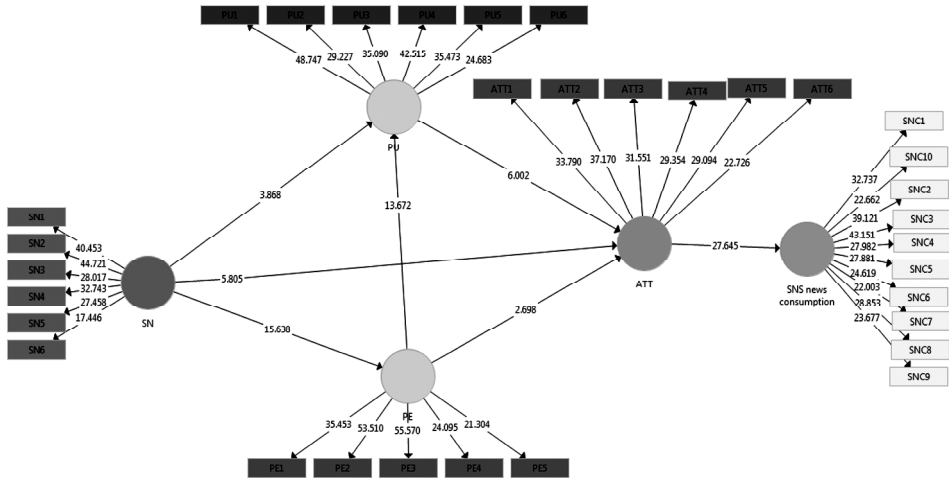 PU1 PU2 PU3 PU4 PU5 PU6
48.747 29.227 35.090 42.515 35.473 24.683
PU
ATT1 ATT2 ATT3 ATT4 ATT5 ATT6
33.790 37.170 31.551 29.354 29.094 22.726
SNC1
SNC10
SNC2
SNC3
SNC4
SNC5
SNC6
SNC7
SNC8
SNC9
32.737
22.662
39.121
43.151
27.982
27.881
24.619
22.003
28.853
23.677
3.868
13.672
6.002
SN1
SN2
SN3
SN4
SN5
SN6
40.453
44.721
28.017
32.743
27.458
17.446
SN
5.805
ATT
27.645
SNS news
consumption
15.630
2.698
PE
35.453 53.510 55.570 24.095 21.304
PE1 PE2 PE3 PE4 PE5